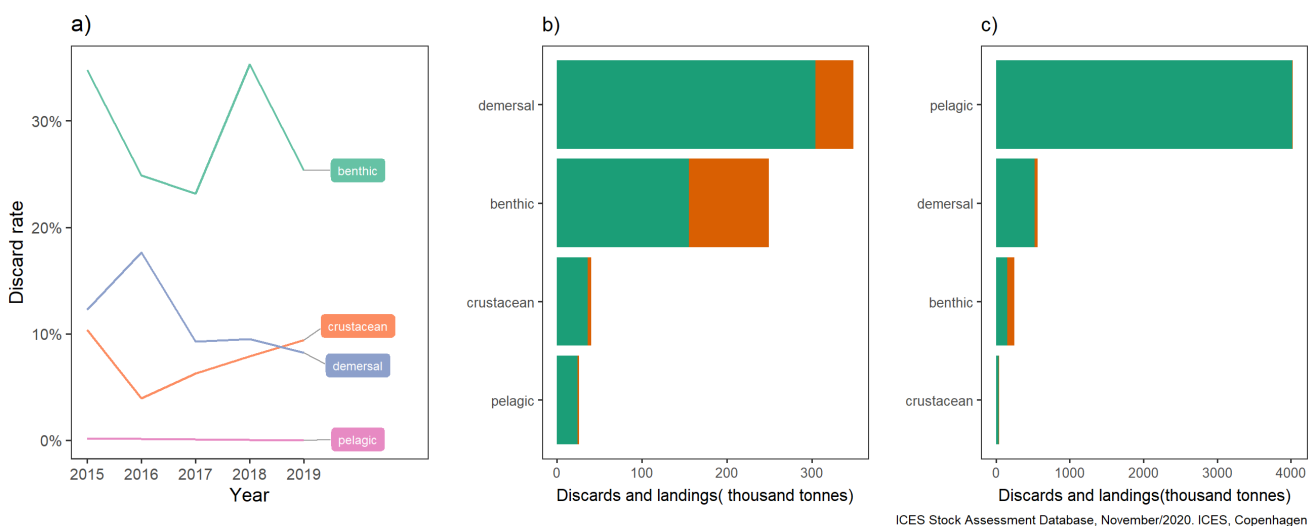 a)
Discard rate
30%
20%
10%
0%
benthic
crustacean
demersal
pelagic
2015 2016 2017 2018 2019
Year
b)
demersal
benthic
crustacean
pelagic
0 100 200 300
Discards and landings( thousand tonnes)
c)
pelagic
demersal
benthic
crustacean
0 1000 2000 3000 4000
Discards and landings(thousand tonnes)
ICES Stock Assessment Database, November/2020. ICES, Copenhagen